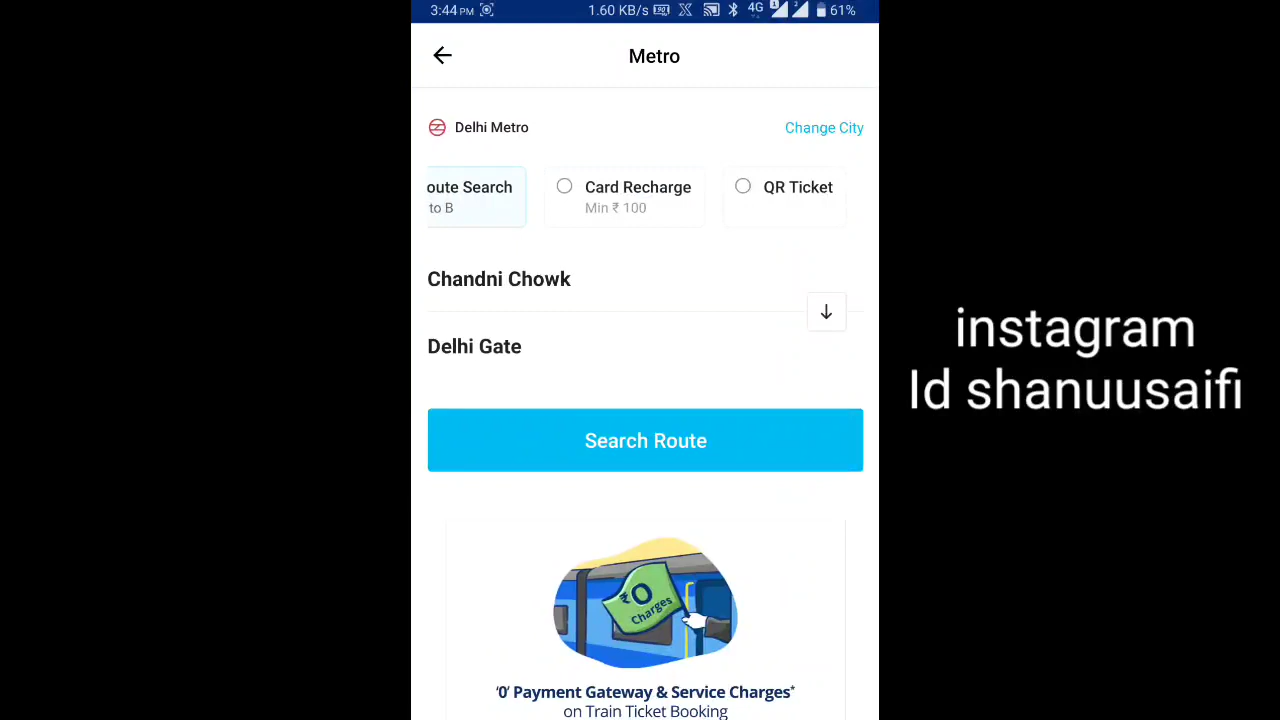 3:44 PM 1.60 KB/s 4G 61%
Metro
Delhi Metro Change City
oute Search Card Recharge QR Ticket
to B Min ₹ 100
Chandni Chowk
Delhi Gate
Search Route
instagram
Id shanuusaifi
₹0
Charges
'0' Payment Gateway & Service Charges*
on Train Ticket Booking